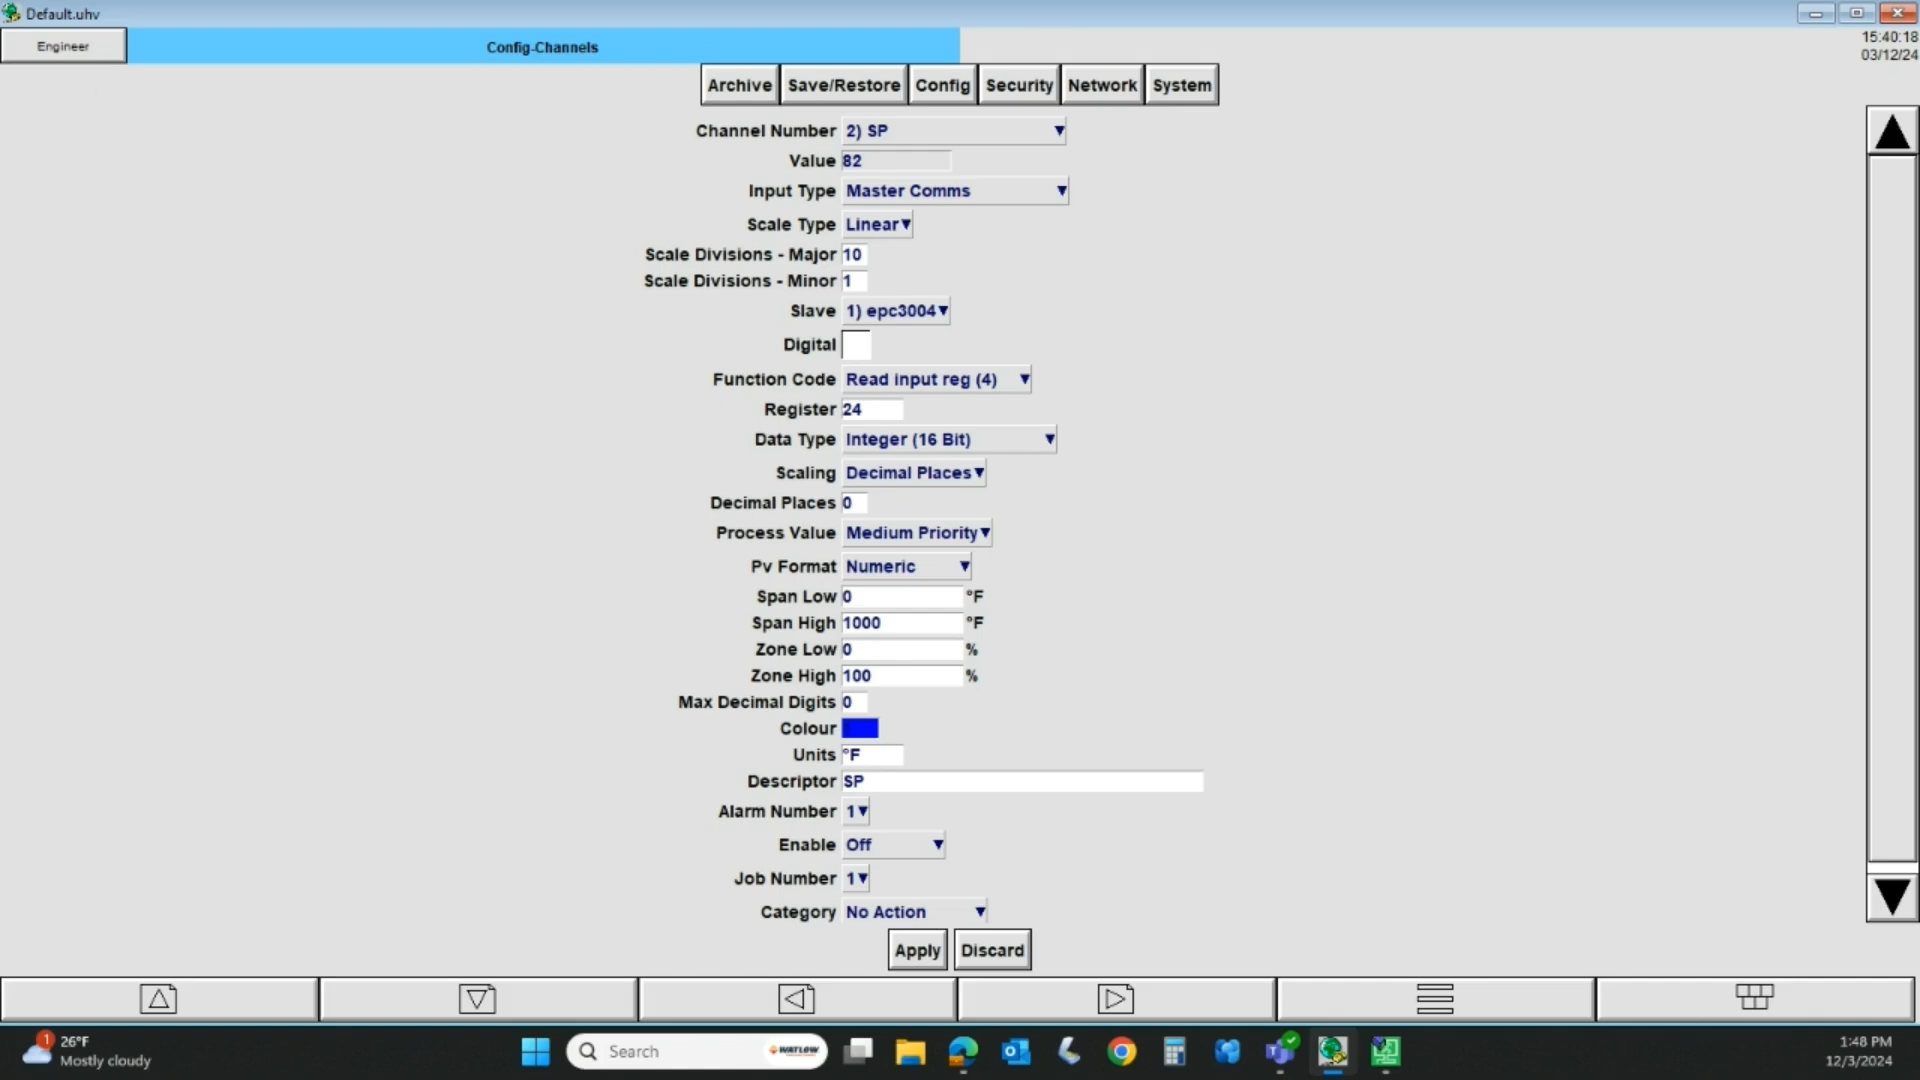 Default.uhv
Engineer
Config-Channels
15:40:18
03/12/24
Archive Save/Restore Config Security Network System
Channel Number 2) SP
Value 82
Input Type Master Comms
Scale Type Linear
Scale Divisions - Major 10
Scale Divisions - Minor 1
Slave 1) epc3004
Digital
Function Code Read input reg (4)
Register 24
Data Type Integer (16 Bit)
Scaling Decimal Places
Decimal Places 0
Process Value Medium Priority
Pv Format Numeric
Span Low 0 °F
Span High 1000 °F
Zone Low 0 %
Zone High 100 %
Max Decimal Digits 0
Colour
Units °F
Descriptor SP
Alarm Number 1
Enable Off
Job Number 1
Category No Action
Apply Discard
1
26°F
Mostly cloudy
Search
WATLOW
1:48 PM
12/3/2024